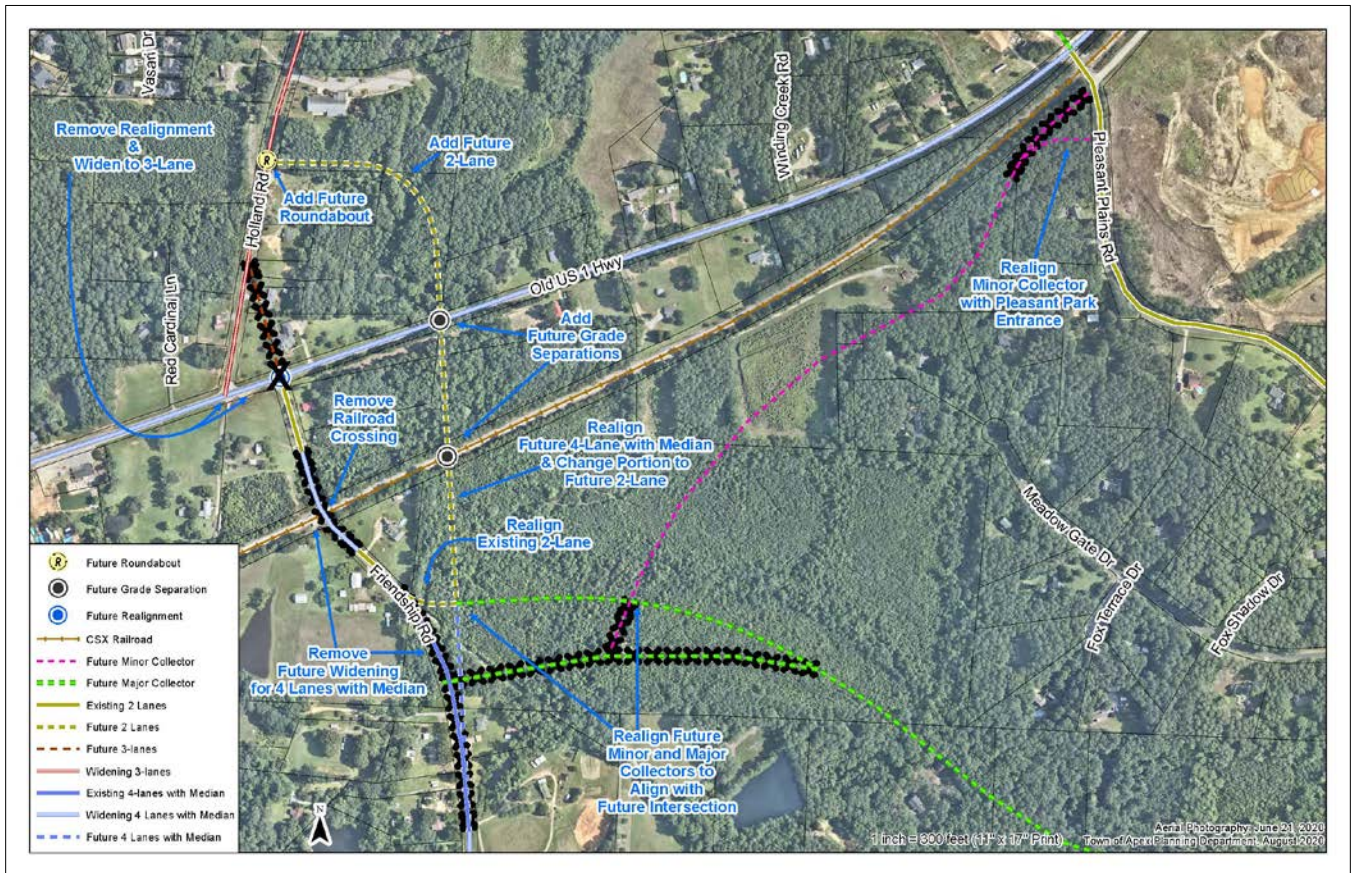 Vasari Dr
Remove Realignment
&
Widen to 3-Lane
R
Holland Rd
Add Future
Roundabout
Add Future
2-Lane
Winding Creek Rd
Pleasant Plains Rd
Old US 1 Hwy
Red Cardinal Ln
Realign
Minor Collector
with Pleasant Park
Entrance
Add
Future Grade
Separations
X
Remove
Railroad
Crossing
Realign
Future 4-Lane with Median
& Change Portion to
Future 2-Lane
Realign
Existing 2-Lane
Friendship Rd
Meadow Gate Dr
Fox Terrace Dr
Fox Shadow Dr
Remove
Future Widening
for 4 Lanes with Median
Realign Future
Minor and Major
Collectors to
Align with
Future Intersection
R Future Roundabout
Future Grade Separation
Future Realignment
CSX Railroad
Future Minor Collector
Future Major Collector
Existing 2 Lanes
Future 2 Lanes
Future 3-lanes
Widening 3-lanes
Existing 4-lanes with Median
Widening 4 Lanes with Median
Future 4 Lanes with Median
N
1 inch = 300 feet (11" x 17" Print)
Aerial Photography: June 21, 2020
Town of Apex Planning Department, August 2020